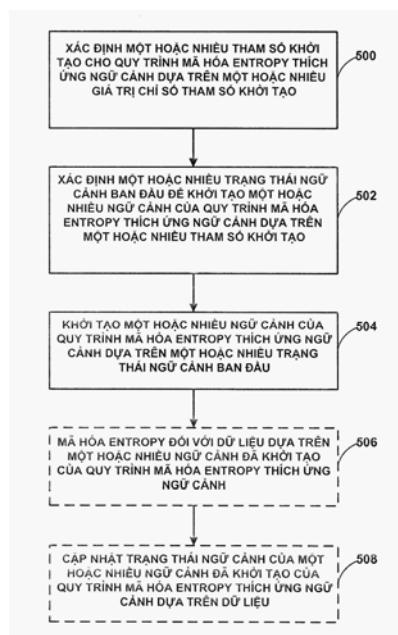 XÁC ĐỊNH MỘT HOẶC NHIỀU THAM SỐ KHỞI
TẠO CHO QUY TRÌNH MÃ HÓA ENTROPY THÍCH
ỨNG NGỮ CẢNH DỰA TRÊN MỘT HOẶC NHIỀU
GIÁ TRỊ CHỈ SỐ THAM SỐ KHỞI TẠO
500
XÁC ĐỊNH MỘT HOẶC NHIỀU TRẠNG THÁI NGỮ
CẢNH BAN ĐẦU ĐỂ KHỞI TẠO MỘT HOẶC
NHIỀU NGỮ CẢNH CỦA QUY TRÌNH MÃ HÓA
ENTROPY THÍCH ỨNG NGỮ CẢNH DỰA TRÊN
MỘT HOẶC NHIỀU THAM SỐ KHỞI TẠO
502
KHỞI TẠO MỘT HOẶC NHIỀU NGỮ CẢNH CỦA
QUY TRÌNH MÃ HÓA ENTROPY THÍCH ỨNG NGỮ
CẢNH DỰA TRÊN MỘT HOẶC NHIỀU TRẠNG
THÁI NGỮ CẢNH BAN ĐẦU
504
MÃ HÓA ENTROPY ĐỐI VỚI DỮ LIỆU DỰA TRÊN
MỘT HOẶC NHIỀU NGỮ CẢNH ĐÃ KHỞI TẠO
CỦA QUY TRÌNH MÃ HÓA ENTROPY THÍCH ỨNG
NGỮ CẢNH
506
CẬP NHẬT TRẠNG THÁI NGỮ CẢNH CỦA MỘT
HOẶC NHIỀU NGỮ CẢNH ĐÃ KHỞI TẠO CỦA
QUY TRÌNH MÃ HÓA ENTROPY THÍCH ỨNG NGỮ
CẢNH DỰA TRÊN DỮ LIỆU
508